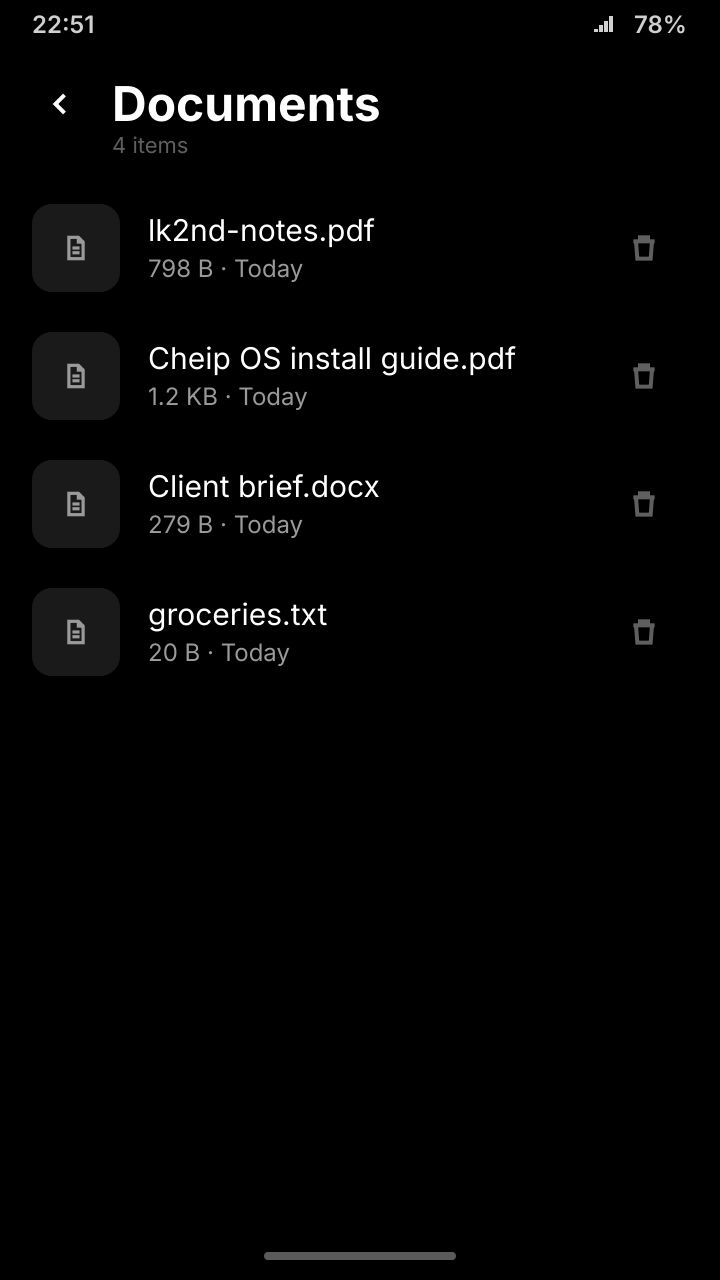 22:51 78%
Documents
4 items
lk2nd-notes.pdf
798 B · Today
Cheip OS install guide.pdf
1.2 KB · Today
Client brief.docx
279 B · Today
groceries.txt
20 B · Today